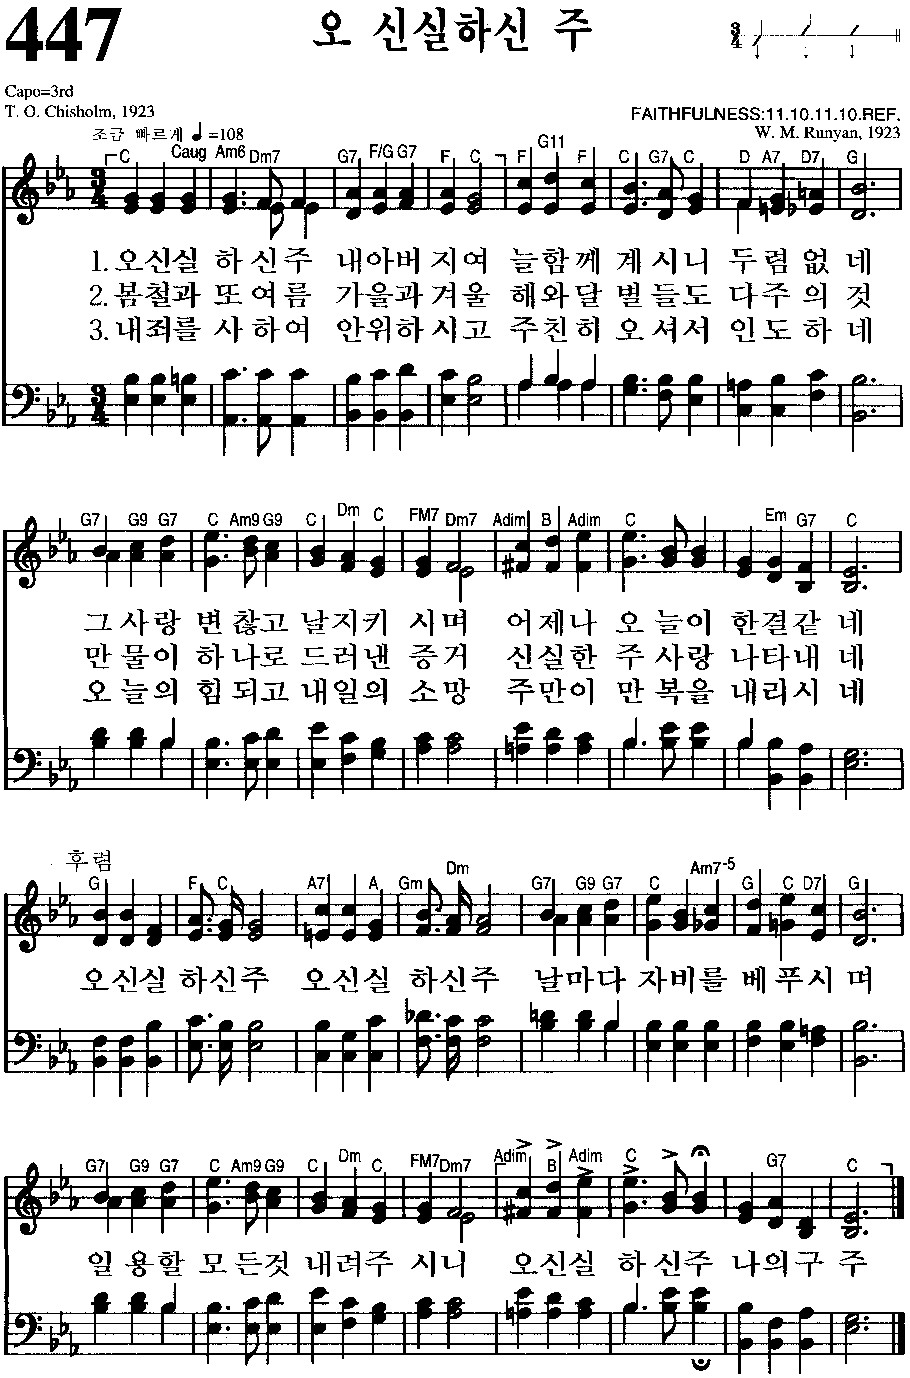 447
오 신실하신 주
3/4
Capo=3rd
T. O. Chisholm, 1923
FAITHFULNESS:11.10.11.10.REF.
W. M. Runyan, 1923
조금 빠르게 ♩=108
C Caug Am6 Dm7 G7 F/G G7 F C F G11 F C G7 C D A7 D7 G
1. 오신실 하신주 내아버지여 늘함께 계시니 두렴없네
2. 봄철과 또여름 가을과겨울 해와달 별들도 다주의것
3. 내죄를 사하여 안위하시고 주친히 오셔서 인도하네
G7 G9 G7 C Am9 G9 C Dm C FM7 Dm7 Adim B Adim C Em G7 C
그사랑 변찮고 날지키시며 어제나 오늘이 한결같네
만물이 하나로 드러낸증거 신실한 주사랑 나타내네
오늘의 힘되고 내일의소망 주만이 만복을 내리시네
후렴
G F C A7 A Gm Dm G7 G9 G7 C Am7-5 G C D7 G
오신실 하신주 오신실 하신주 날마다 자비를 베푸시며
G7 G9 G7 C Am9 G9 C Dm C FM7 Dm7 Adim B Adim C G7 C
일용할 모든것 내려주시니 오신실 하신주 나의구주